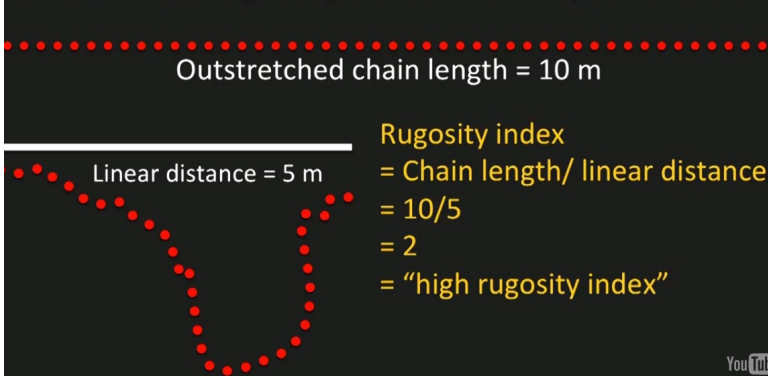 Outstretched chain length = 10 m
Linear distance = 5 m
Rugosity index
= Chain length/ linear distance
= 10/5
= 2
= “high rugosity index”
YouTub